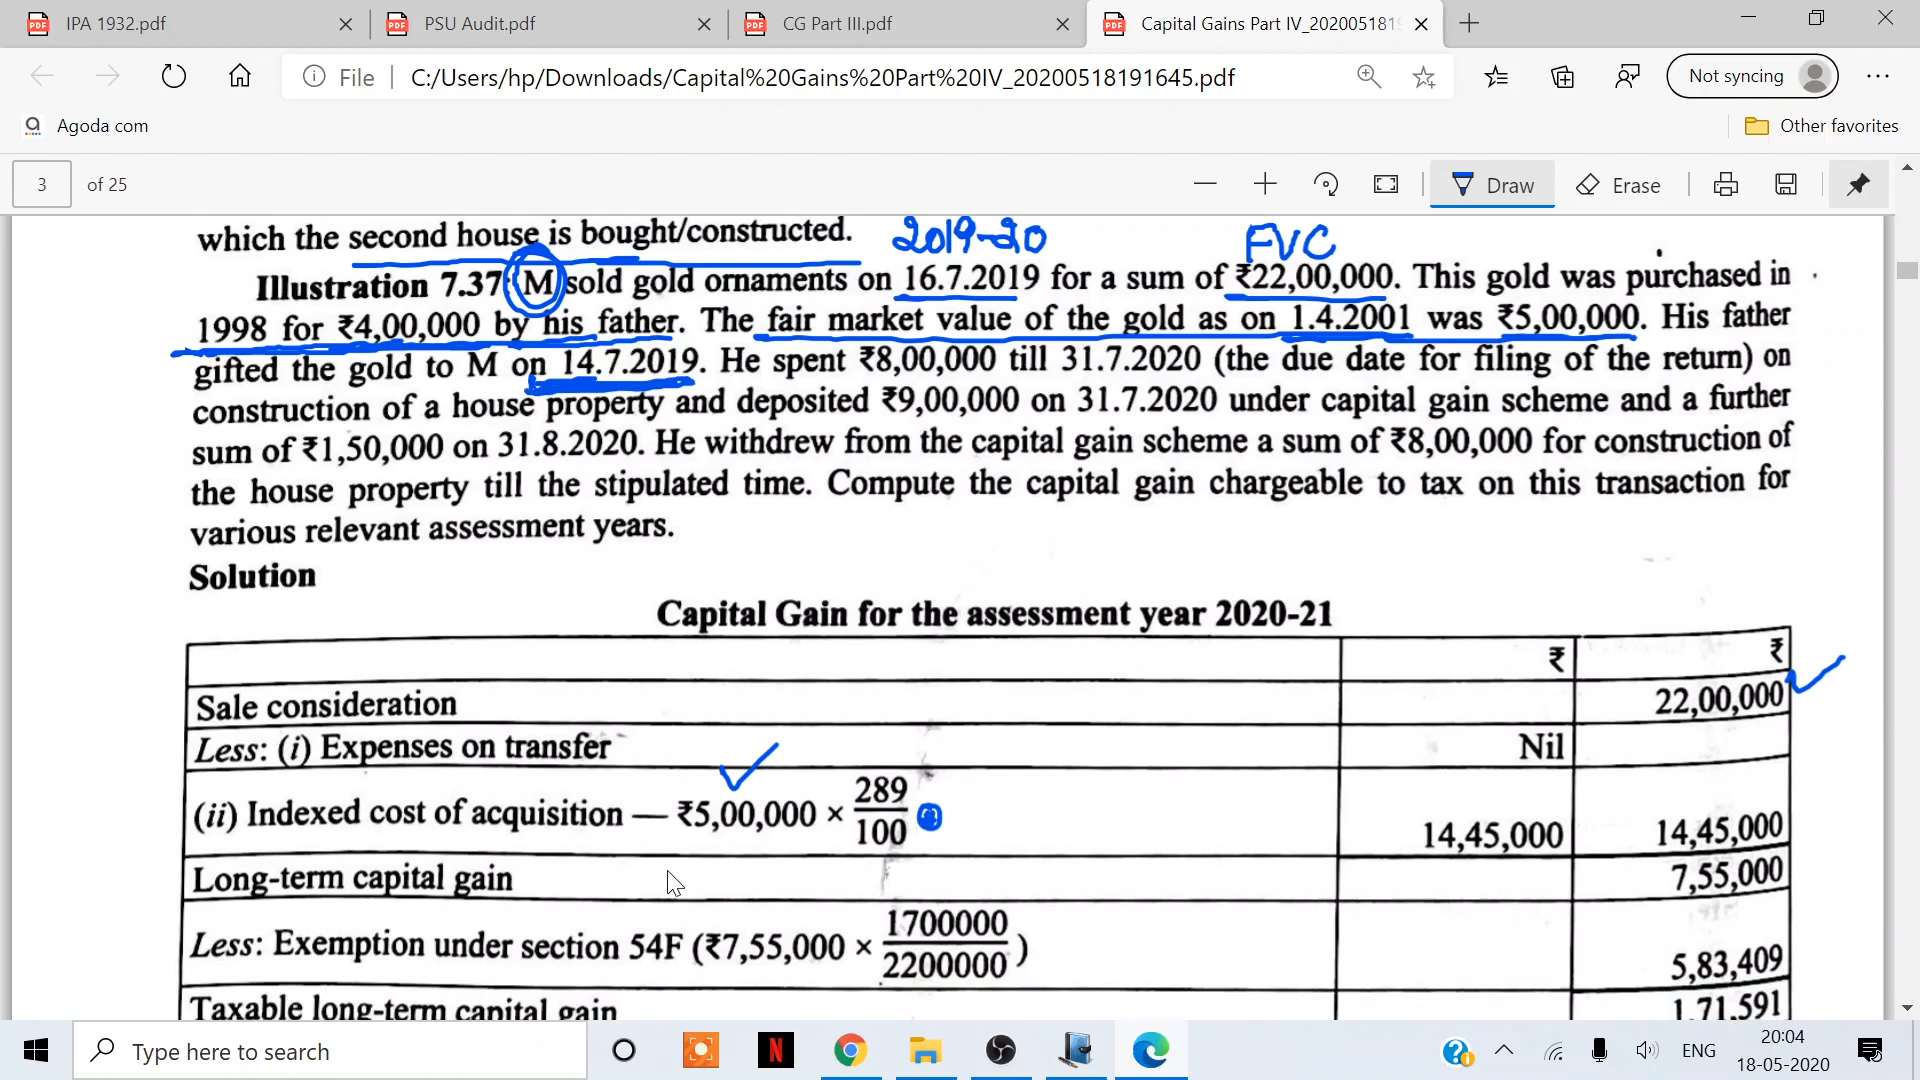 IPA 1932.pdf
PSU Audit.pdf
CG Part III.pdf
Capital Gains Part IV_2020051819
File
C:/Users/hp/Downloads/Capital%20Gains%20Part%20IV_20200518191645.pdf
Not syncing
Agoda com
Other favorites
3 of 25
Draw
Erase
which the second house is bought/constructed. 2019-20 FVC
Illustration 7.37 M sold gold ornaments on 16.7.2019 for a sum of ₹22,00,000. This gold was purchased in
1998 for ₹4,00,000 by his father. The fair market value of the gold as on 1.4.2001 was ₹5,00,000. His father
gifted the gold to M on 14.7.2019. He spent ₹8,00,000 till 31.7.2020 (the due date for filing of the return) on
construction of a house property and deposited ₹9,00,000 on 31.7.2020 under capital gain scheme and a further
sum of ₹1,50,000 on 31.8.2020. He withdrew from the capital gain scheme a sum of ₹8,00,000 for construction of
the house property till the stipulated time. Compute the capital gain chargeable to tax on this transaction for
various relevant assessment years.
Solution
Capital Gain for the assessment year 2020-21
₹ ₹
Sale consideration 22,00,000
Less: (i) Expenses on transfer Nil
(ii) Indexed cost of acquisition — ₹5,00,000 × 289/100 14,45,000 14,45,000
Long-term capital gain 7,55,000
Less: Exemption under section 54F (₹7,55,000 × 1700000/2200000) 5,83,409
Taxable long-term capital gain 1,71,591
Type here to search
ENG
20:04
18-05-2020